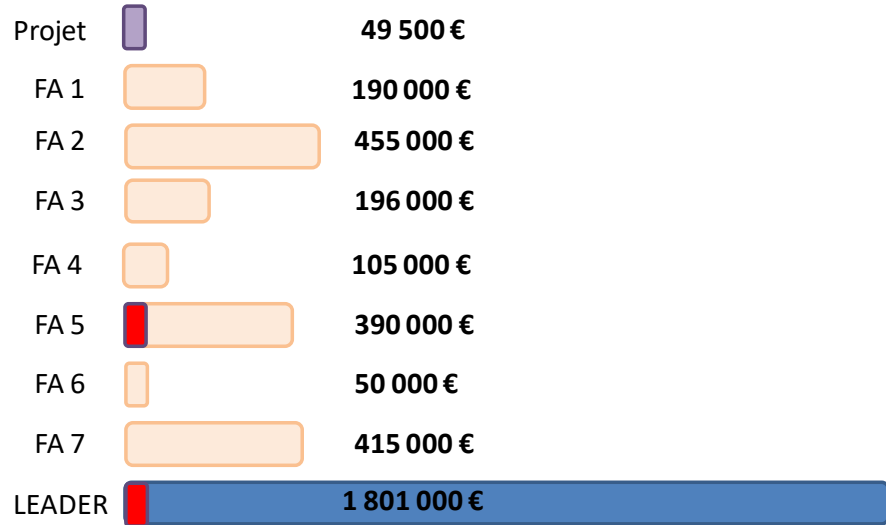 Projet 49 500 €
FA 1 190 000 €
FA 2 455 000 €
FA 3 196 000 €
FA 4 105 000 €
FA 5 390 000 €
FA 6 50 000 €
FA 7 415 000 €
LEADER 1 801 000 €